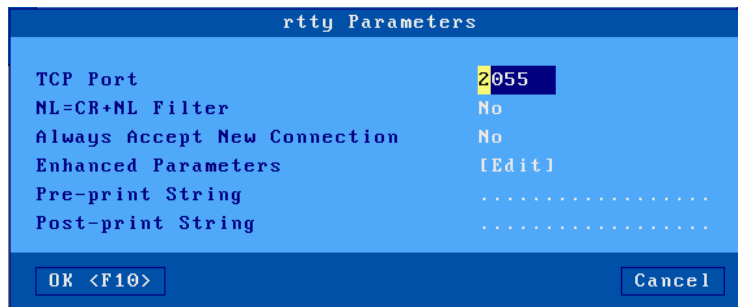 rtty Parameters
TCP Port 2055
NL=CR+NL Filter No
Always Accept New Connection No
Enhanced Parameters [Edit]
Pre-print String ..................
Post-print String ..................
OK <F10> Cancel